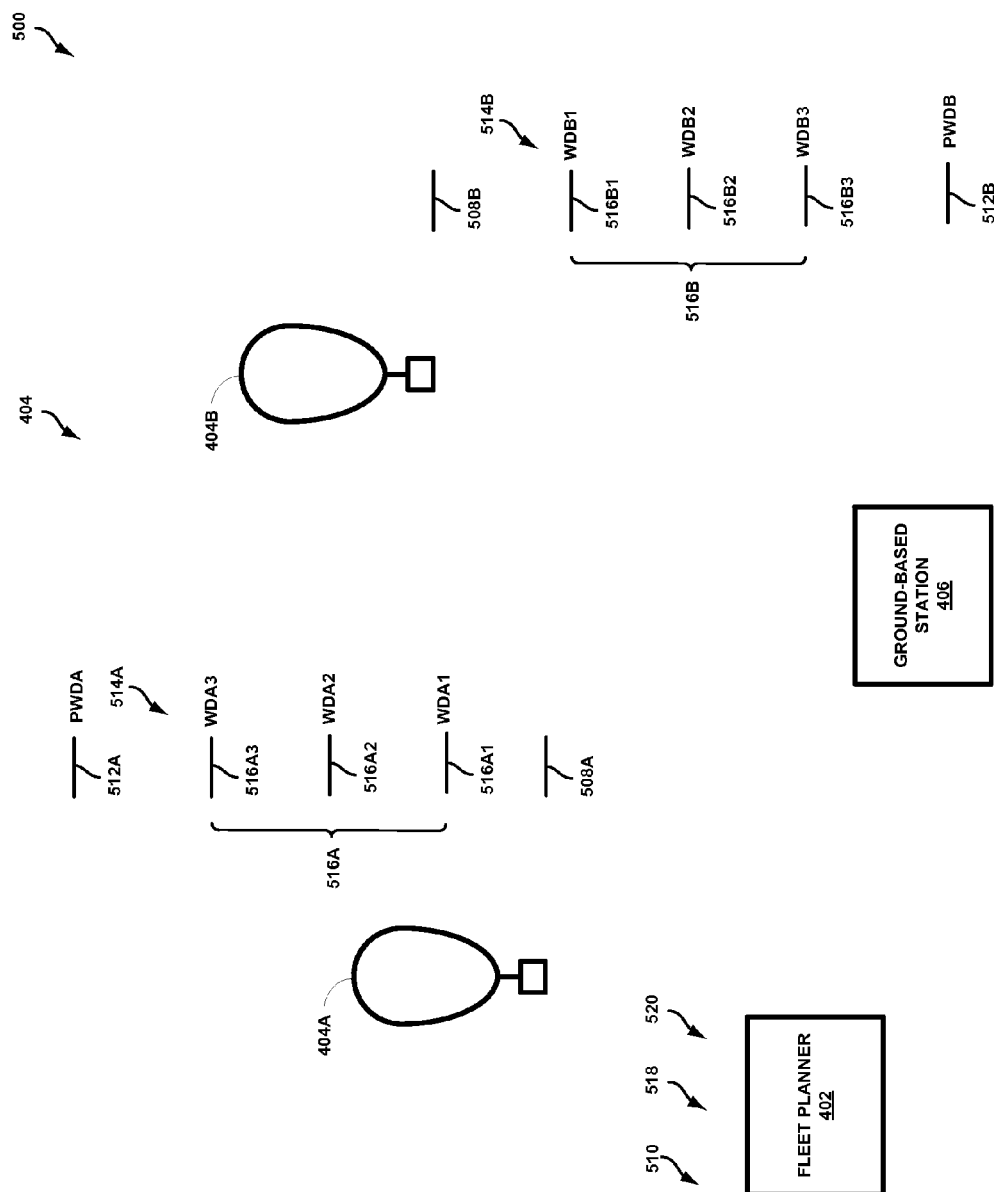 500
404
404A
404B
PWDA
512A
514A
WDA3
516A3
WDA2
516A2
WDA1
516A1
516A
508A
508B
514B
WDB1
516B1
WDB2
516B2
WDB3
516B3
516B
PWDB
512B
510
518
520
FLEET PLANNER
402
GROUND-BASED
STATION
406